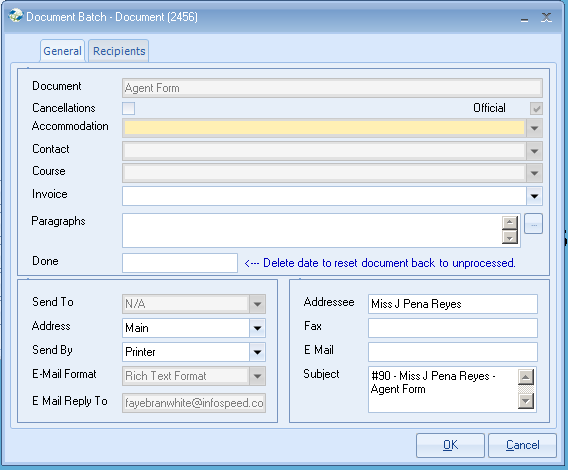 Document Batch - Document (2456)
General Recipients
Document Agent Form
Cancellations Official
Accommodation
Contact
Course
Invoice
Paragraphs ...
Done <--- Delete date to reset document back to unprocessed.
Send To N/A
Address Main
Send By Printer
E-Mail Format Rich Text Format
E Mail Reply To fayebranwhite@infospeed.co
Addressee Miss J Pena Reyes
Fax
E Mail
Subject #90 - Miss J Pena Reyes -
Agent Form
OK Cancel